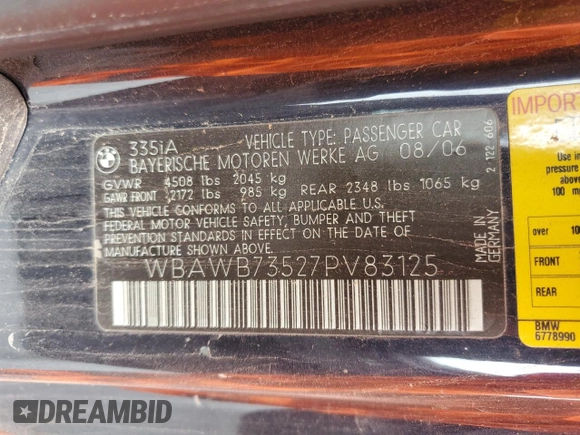 BMW
335iA VEHICLE TYPE: PASSENGER CAR
BAYERISCHE MOTOREN WERKE AG 08/06
GVWR 4508 lbs 2045 kg
GAWR FRONT 2172 lbs 985 kg REAR 2348 lbs 1065 kg
THIS VEHICLE CONFORMS TO ALL APPLICABLE U.S.
FEDERAL MOTOR VEHICLE SAFETY, BUMPER AND THEFT
PREVENTION STANDARDS IN EFFECT ON THE DATE
OF MANUFACTURE SHOWN ABOVE.
WBAWB73527PV83125
2 122 606
MADE IN
GERMANY
IMPOR
Use in
pressure
above
100 m
over 10
FRONT
REAR
BMW
6778990
DREAMBID